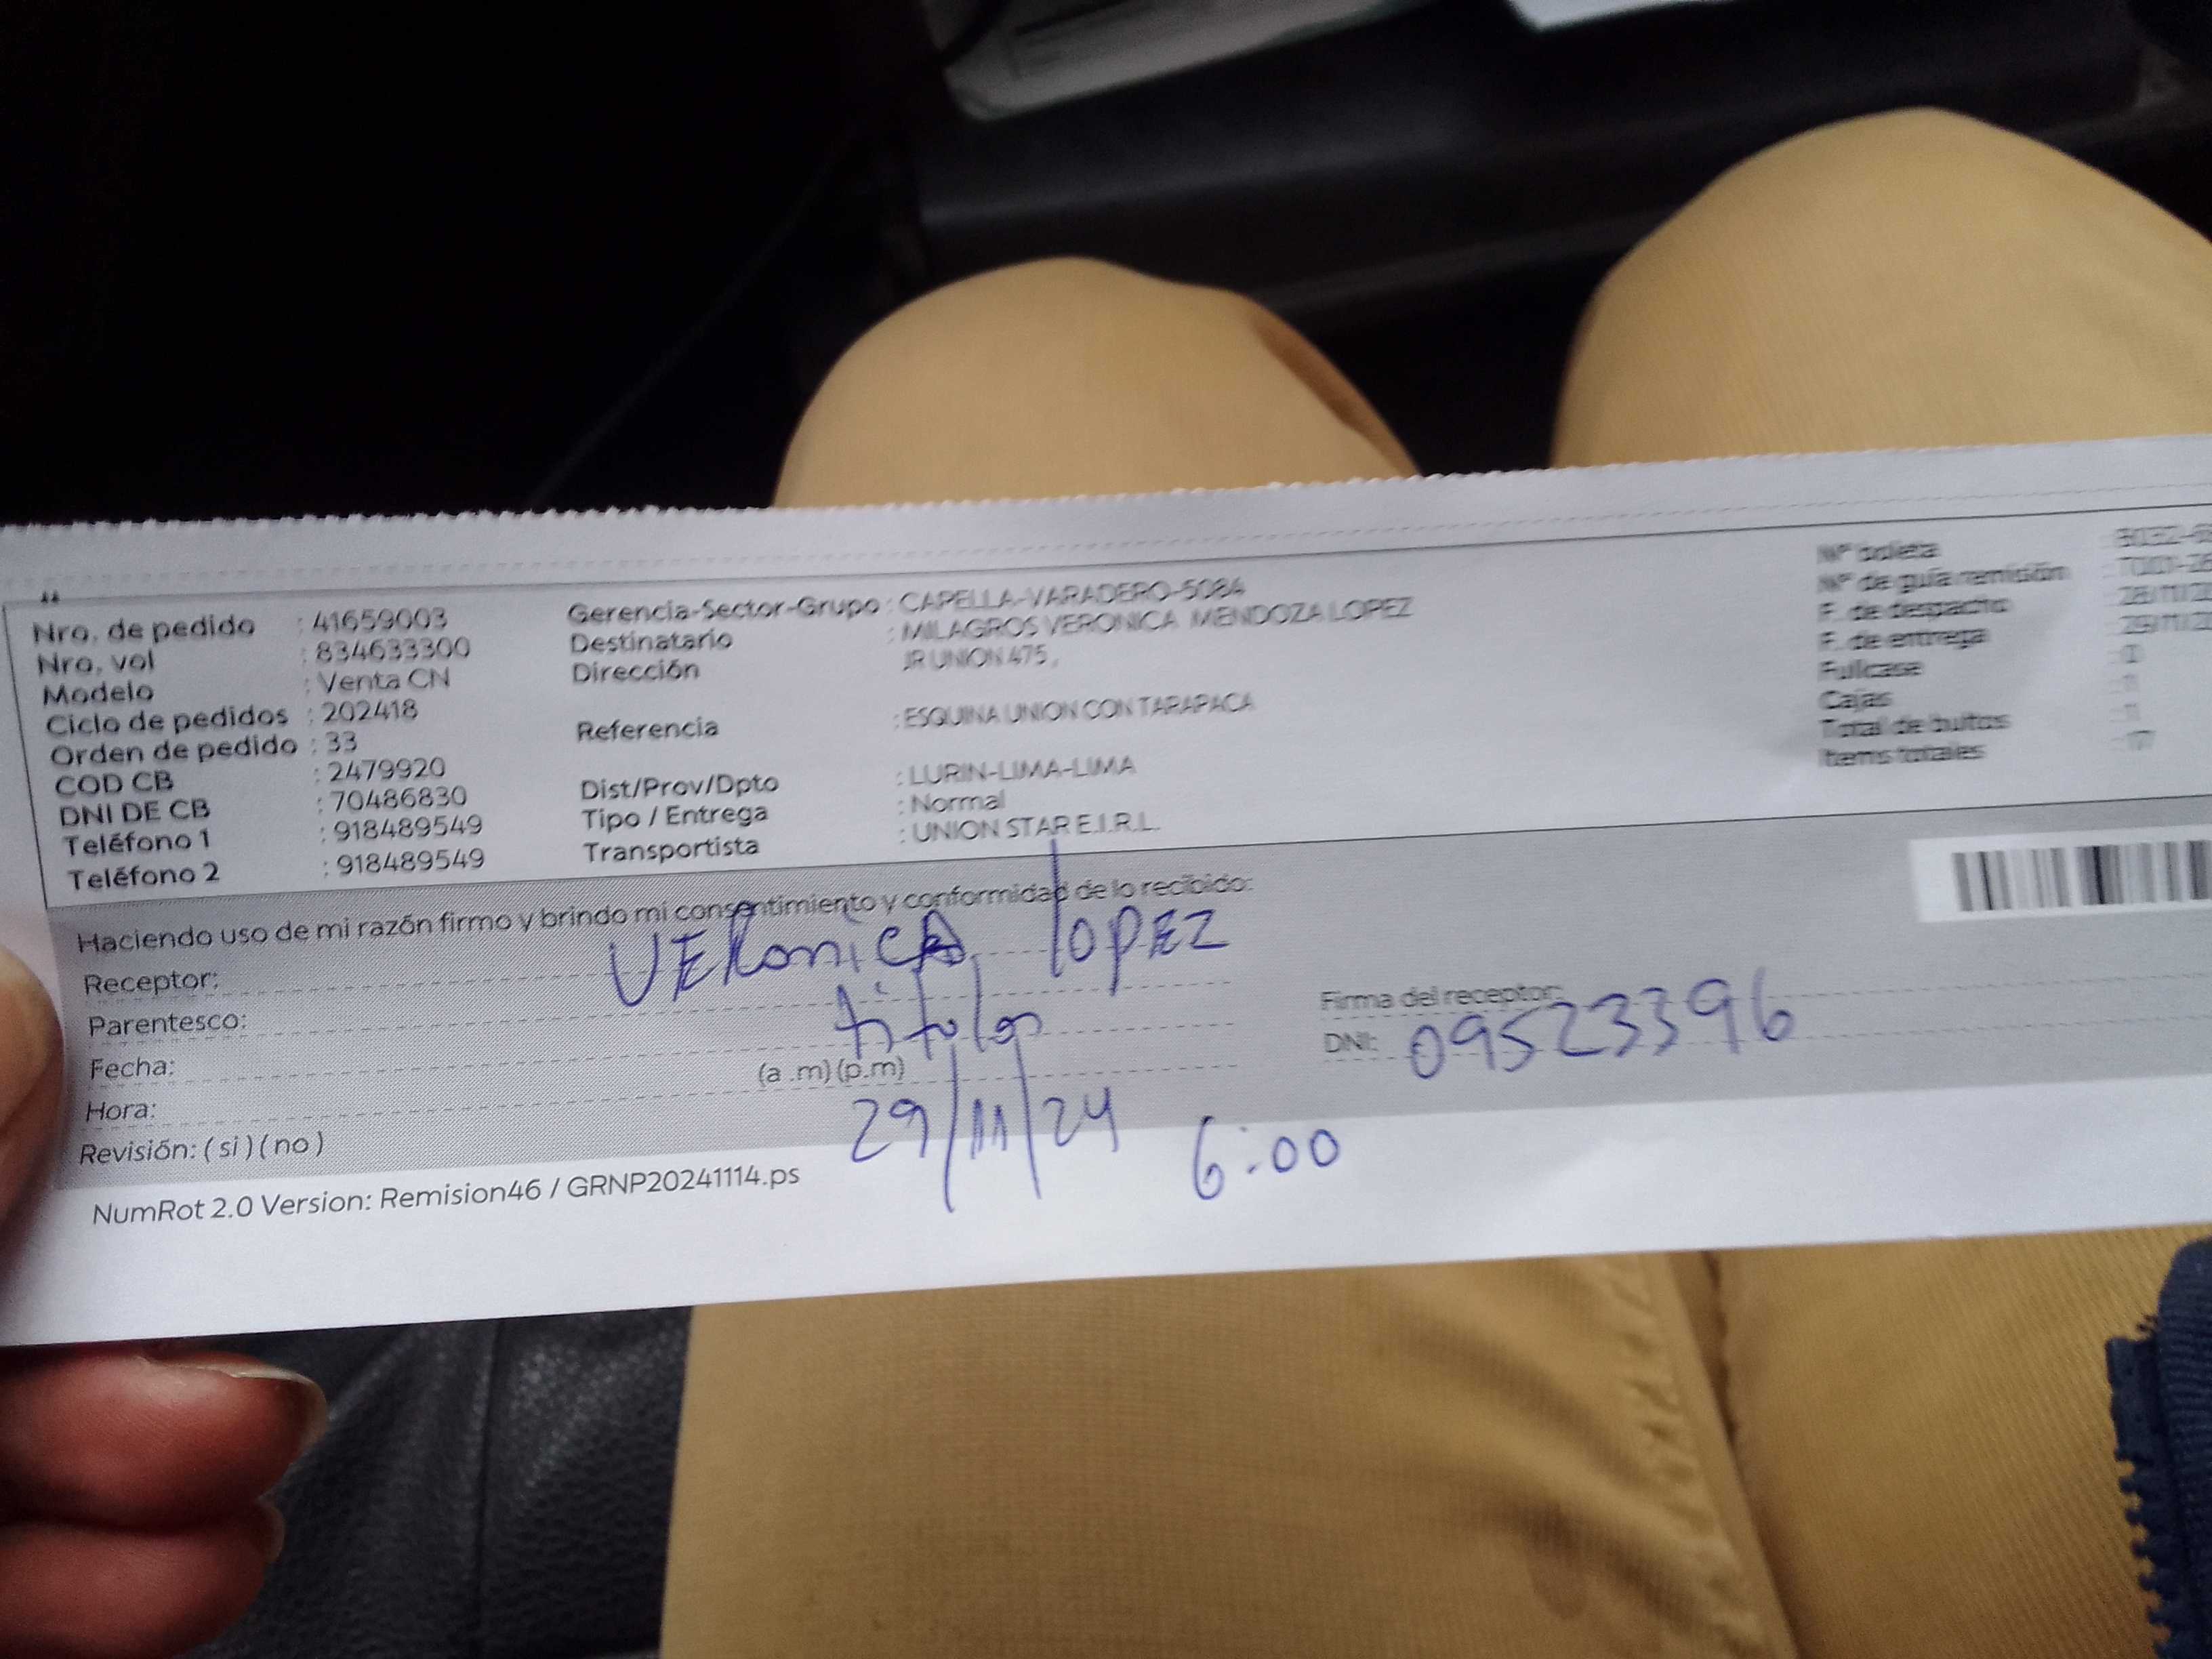 Nro. de pedido : 41659003
Nro. vol : 834633300
Modelo : Venta CN
Ciclo de pedidos : 202418
Orden de pedido : 33
COD CB : 2479920
DNI DE CB : 70486830
Teléfono 1 : 918489549
Teléfono 2 : 918489549
Gerencia-Sector-Grupo : CAPELLA-VARADERO-5084
Destinatario : MILAGROS VERONICA MENDOZA LOPEZ
Dirección JR UNION 475 ,
Referencia : ESQUINA UNION CON TARAPACA
Dist/Prov/Dpto : LURIN-LIMA-LIMA
Tipo / Entrega : Normal
Transportista : UNION STAR E.I.R.L.
Nº boleta
Nº de guía remisión
F. de despacho
F. de entrega
Fullcase
Cajas
Total de bultos
Items totales
Haciendo uso de mi razón firmo y brindo mi consentimiento y conformidad de lo recibido:
Receptor: VERonicA lopEZ
Parentesco: titular
Fecha: 29/11/24
Hora: (a .m) (p.m) 6:00
Revisión: ( si ) ( no )
Firma del receptor:
DNI: 09523396
NumRot 2.0 Version: Remision46 / GRNP20241114.ps